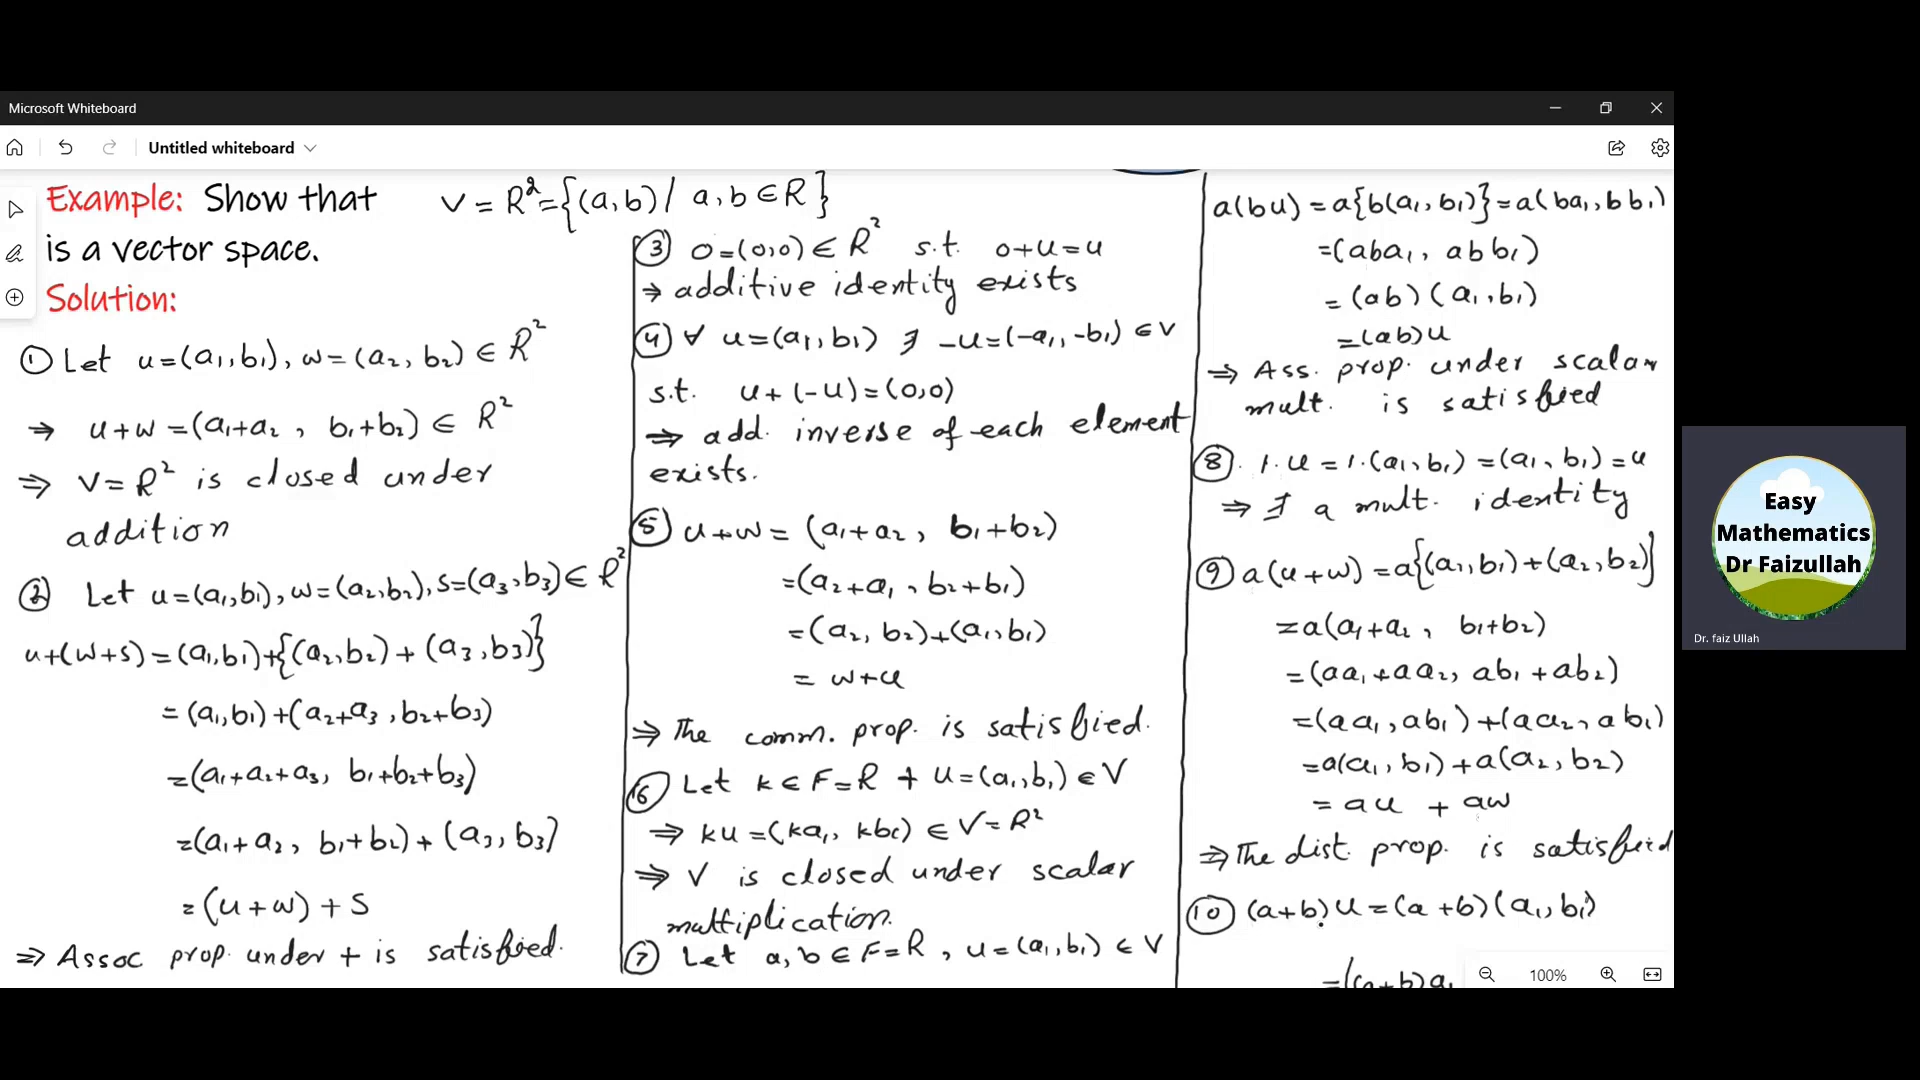 Microsoft Whiteboard
Untitled whiteboard
Example: Show that V = R²={(a,b)/ a,b ∈ R}
is a vector space.
Solution:
① Let u=(a₁,b₁), w=(a₂,b₂) ∈ R²
⇒ u+w=(a₁+a₂, b₁+b₂) ∈ R²
⇒ V=R² is closed under
addition
② Let u=(a₁,b₁), w=(a₂,b₂), s=(a₃,b₃)∈ R²
u+(w+s)=(a₁,b₁)+{(a₂,b₂)+(a₃,b₃)}
=(a₁,b₁)+(a₂+a₃,b₂+b₃)
=(a₁+a₂+a₃, b₁+b₂+b₃)
=(a₁+a₂, b₁+b₂)+(a₃,b₃)
=(u+w)+s
⇒ Assoc prop. under + is satisfied.
③ 0=(0,0)∈ R² s.t. 0+u=u
⇒ additive identity exists
④ ∀ u=(a₁,b₁) ∃ -u=(-a₁,-b₁) ∈ V
s.t. u+(-u)=(0,0)
⇒ add. inverse of each element
exists.
⑤ u+w= (a₁+a₂, b₁+b₂)
=(a₂+a₁, b₂+b₁)
=(a₂,b₂)+(a₁,b₁)
= w+u
⇒ The comm. prop. is satisfied.
⑥ Let k ∈ F=R + u=(a₁,b₁) ∈ V
⇒ ku=(ka₁, kb₁) ∈ V=R²
⇒ V is closed under scalar
multiplication.
⑦ Let a,b ∈ F=R, u=(a₁,b₁) ∈ V
a(bu) =a{b(a₁,b₁)}=a(ba₁,bb₁)
=(aba₁, abb₁)
=(ab)(a₁,b₁)
=(ab)u
⇒ Ass. prop. under scalar
mult. is satisfied
⑧. 1.u=1.(a₁,b₁)=(a₁,b₁)=u
⇒ ∃ a mult. identity
⑨ a(u+w)=a{(a₁,b₁)+(a₂,b₂)}
=a(a₁+a₂, b₁+b₂)
=(aa₁+aa₂, ab₁+ab₂)
=(aa₁,ab₁)+(aa₂,ab₁)
=a(a₁,b₁)+a(a₂,b₂)
= au + aw
⇒The dist. prop. is satisfied
⑩ (a+b)u=(a+b)(a₁,b₁)
=((a+b)a₁
100%
Easy
Mathematics
Dr Faizullah
Dr. faiz Ullah